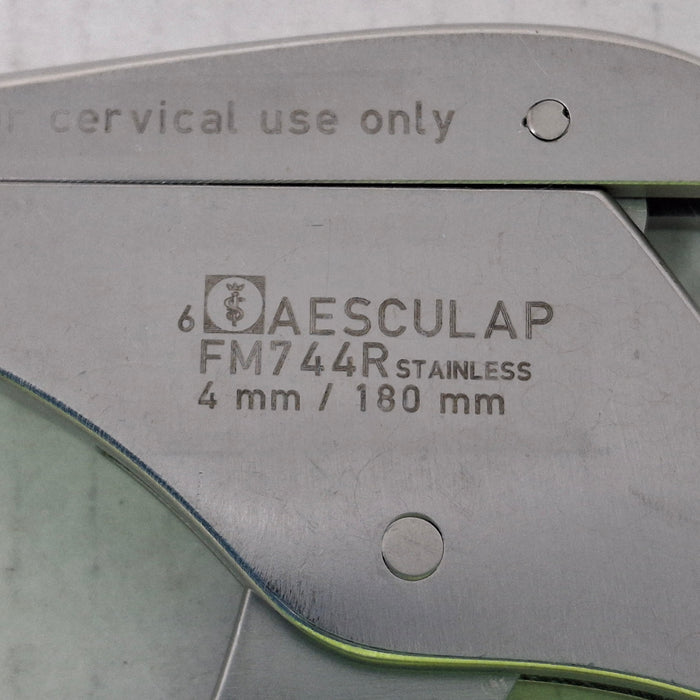 cervical use only
6 AESCULAP
FM744R STAINLESS
4 mm / 180 mm